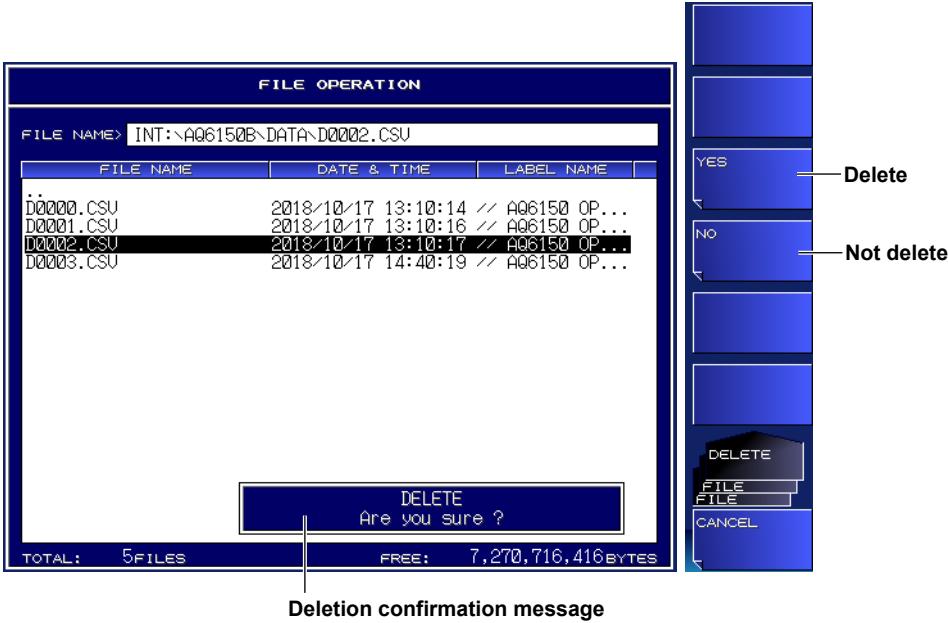 FILE OPERATION
FILE NAME> INT:\AQ6150B\DATA\D0002.CSV
FILE NAME DATE & TIME LABEL NAME
..
D0000.CSV 2018/10/17 13:10:14 // AQ6150 OP...
D0001.CSV 2018/10/17 13:10:16 // AQ6150 OP...
D0002.CSV 2018/10/17 13:10:17 // AQ6150 OP...
D0003.CSV 2018/10/17 14:40:19 // AQ6150 OP...
DELETE
Are you sure ?
TOTAL: 5FILES FREE: 7,270,716,416BYTES
YES
Delete
NO
Not delete
DELETE
FILE
FILE
CANCEL
Deletion confirmation message